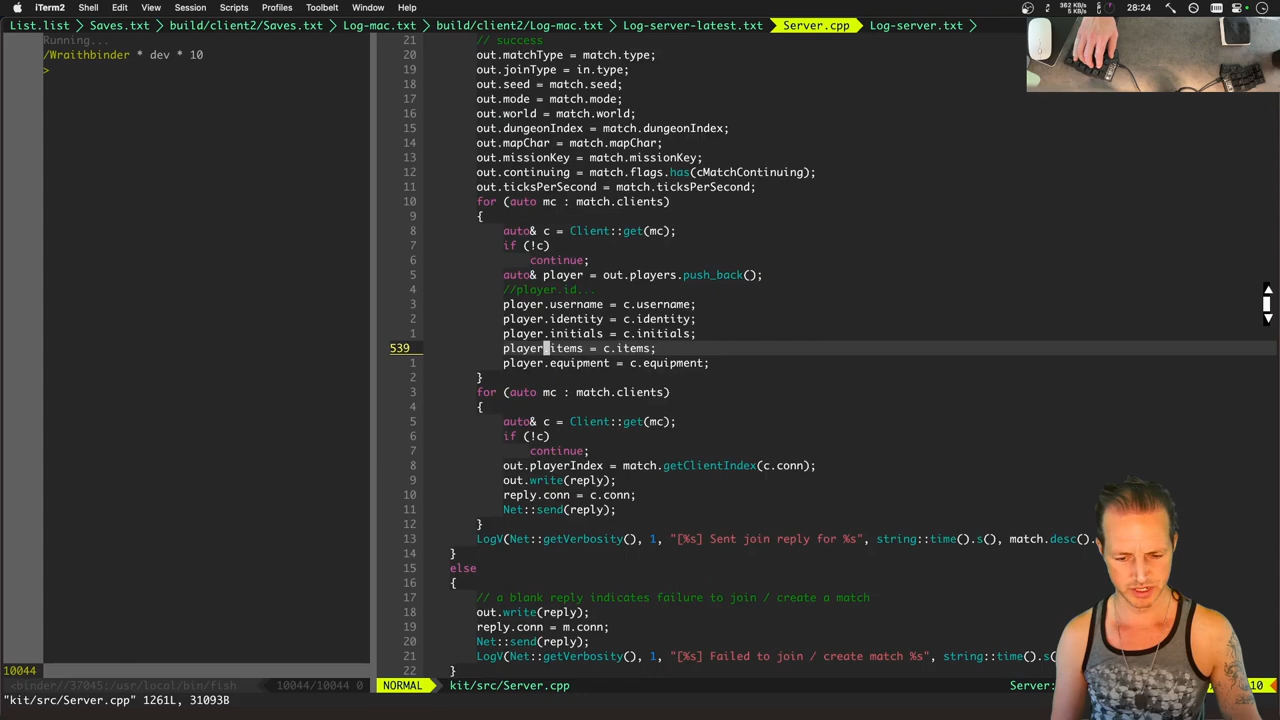 iTerm2 Shell Edit View Session Scripts Profiles Toolbelt Window Help 362 KB/s 5 KB/s 28:24
List.list Saves.txt build/client2/Saves.txt Log-mac.txt build/client2/Log-mac.txt Log-server-latest.txt Server.cpp Log-server.txt
Running...
/Wraithbinder * dev * 10
>
21 // success
20 out.matchType = match.type;
19 out.joinType = in.type;
18 out.seed = match.seed;
17 out.mode = match.mode;
16 out.world = match.world;
15 out.dungeonIndex = match.dungeonIndex;
14 out.mapChar = match.mapChar;
13 out.missionKey = match.missionKey;
12 out.continuing = match.flags.has(cMatchContinuing);
11 out.ticksPerSecond = match.ticksPerSecond;
10 for (auto mc : match.clients)
9 {
8 auto& c = Client::get(mc);
7 if (!c)
6 continue;
5 auto& player = out.players.push_back();
4 //player.id...
3 player.username = c.username;
2 player.identity = c.identity;
1 player.initials = c.initials;
539 player.items = c.items;
1 player.equipment = c.equipment;
2 }
3 for (auto mc : match.clients)
4 {
5 auto& c = Client::get(mc);
6 if (!c)
7 continue;
8 out.playerIndex = match.getClientIndex(c.conn);
9 out.write(reply);
10 reply.conn = c.conn;
11 Net::send(reply);
12 }
13 LogV(Net::getVerbosity(), 1, "[%s] Sent join reply for %s", string::time().s(), match.desc().
14 }
15 else
16 {
17 // a blank reply indicates failure to join / create a match
18 out.write(reply);
19 reply.conn = m.conn;
20 Net::send(reply);
21 LogV(Net::getVerbosity(), 1, "[%s] Failed to join / create match %s", string::time().s(
22 }
10044
<binder//37045:/usr/local/bin/fish 10044/10044 0
NORMAL kit/src/Server.cpp Server: 10
"kit/src/Server.cpp" 1261L, 31093B